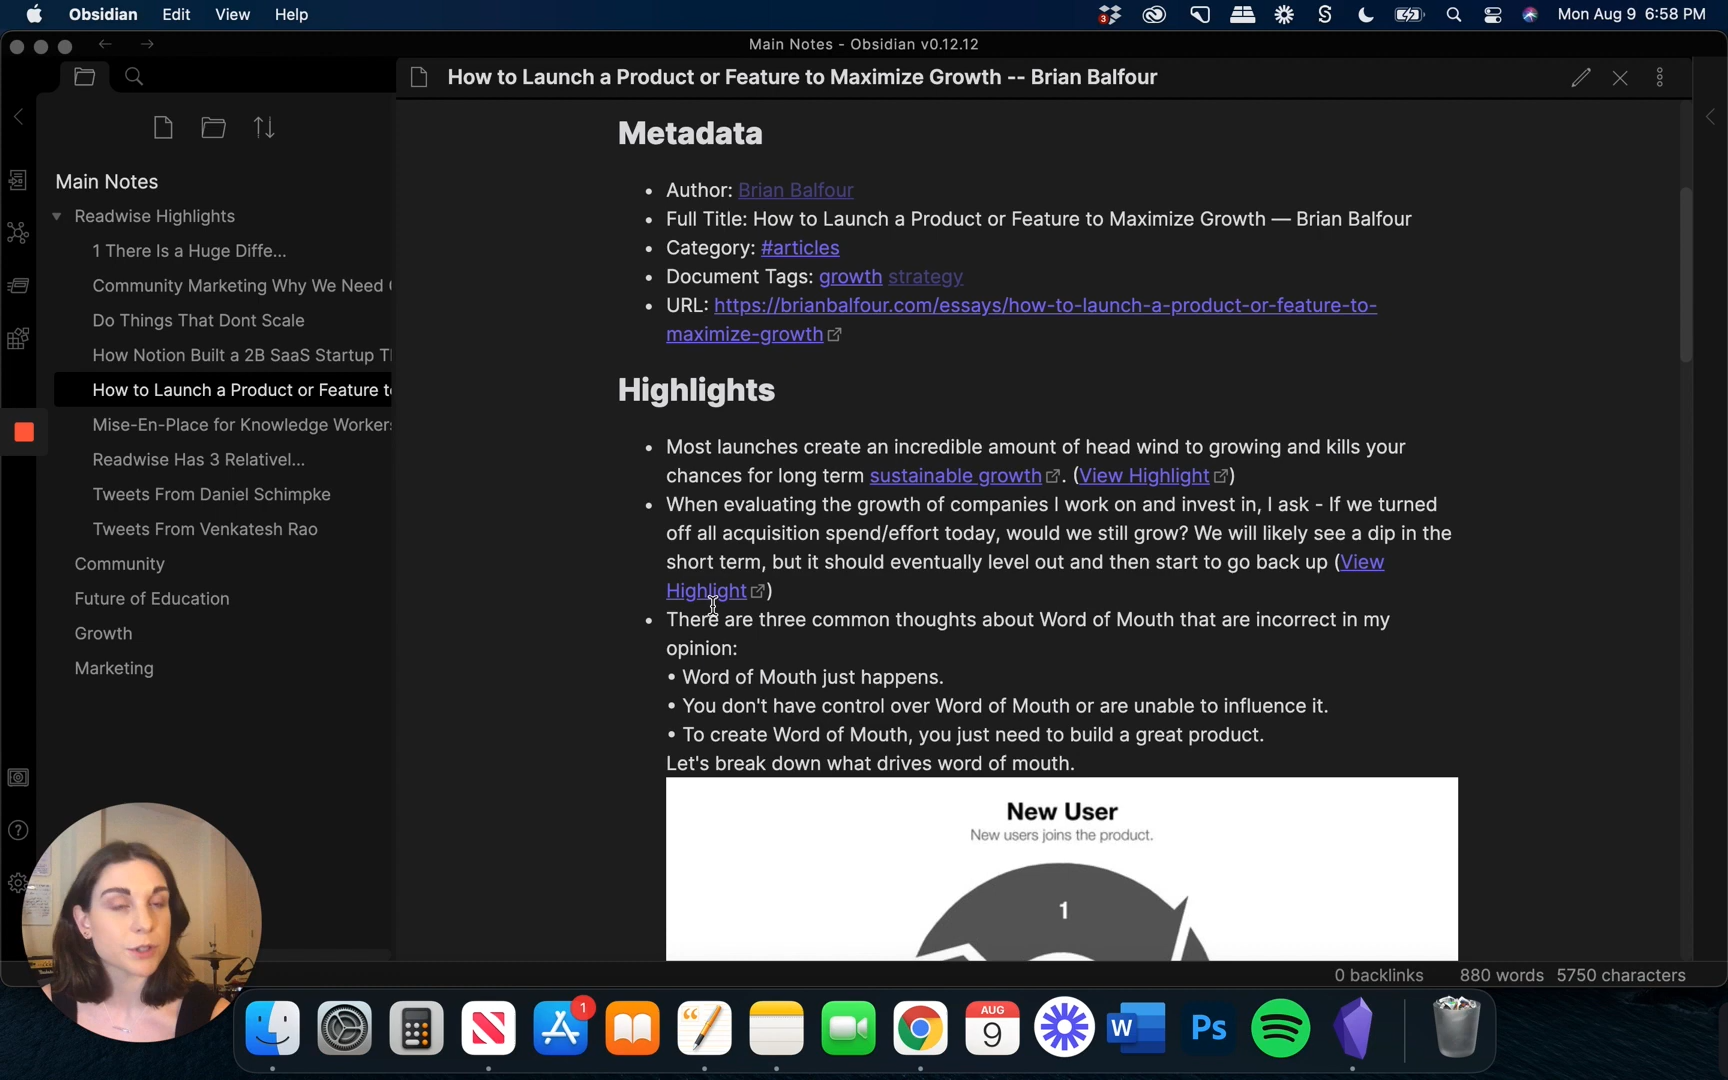 Obsidian Edit View Help
3
Mon Aug 9 6:58 PM
Main Notes - Obsidian v0.12.12
How to Launch a Product or Feature to Maximize Growth -- Brian Balfour
Main Notes
Readwise Highlights
1 There Is a Huge Diffe...
Community Marketing Why We Need
Do Things That Dont Scale
How Notion Built a 2B SaaS Startup T
How to Launch a Product or Feature to
Mise-En-Place for Knowledge Workers
Readwise Has 3 Relativel...
Tweets From Daniel Schimpke
Tweets From Venkatesh Rao
Community
Future of Education
Growth
Marketing
Metadata
• Author: Brian Balfour
• Full Title: How to Launch a Product or Feature to Maximize Growth — Brian Balfour
• Category: #articles
• Document Tags: growth strategy
• URL: https://brianbalfour.com/essays/how-to-launch-a-product-or-feature-to-
maximize-growth
Highlights
• Most launches create an incredible amount of head wind to growing and kills your
chances for long term sustainable growth. (View Highlight)
• When evaluating the growth of companies I work on and invest in, I ask - If we turned
off all acquisition spend/effort today, would we still grow? We will likely see a dip in the
short term, but it should eventually level out and then start to go back up (View
Highlight)
• There are three common thoughts about Word of Mouth that are incorrect in my
opinion:
• Word of Mouth just happens.
• You don't have control over Word of Mouth or are unable to influence it.
• To create Word of Mouth, you just need to build a great product.
Let's break down what drives word of mouth.
New User
New users joins the product.
1
0 backlinks 880 words 5750 characters
1
AUG
9
W
Ps